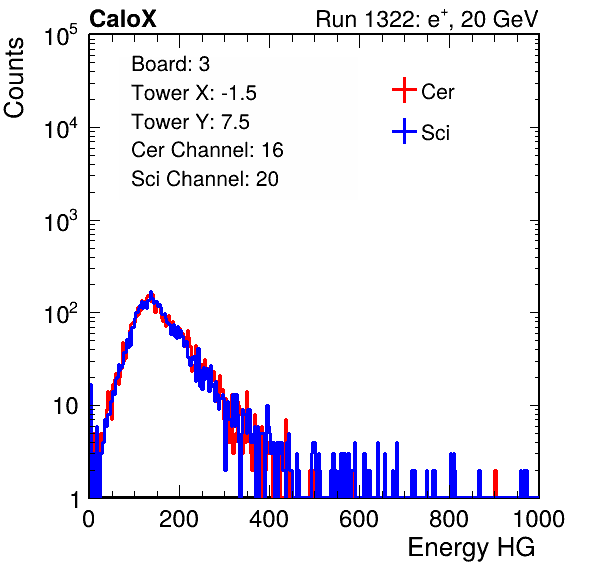 CaloX Run 1322: e⁺, 20 GeV
Counts
10⁵
10⁴
10³
10²
10
1
Board: 3
Tower X: -1.5
Tower Y: 7.5
Cer Channel: 16
Sci Channel: 20
Cer
Sci
0 200 400 600 800 1000
Energy HG